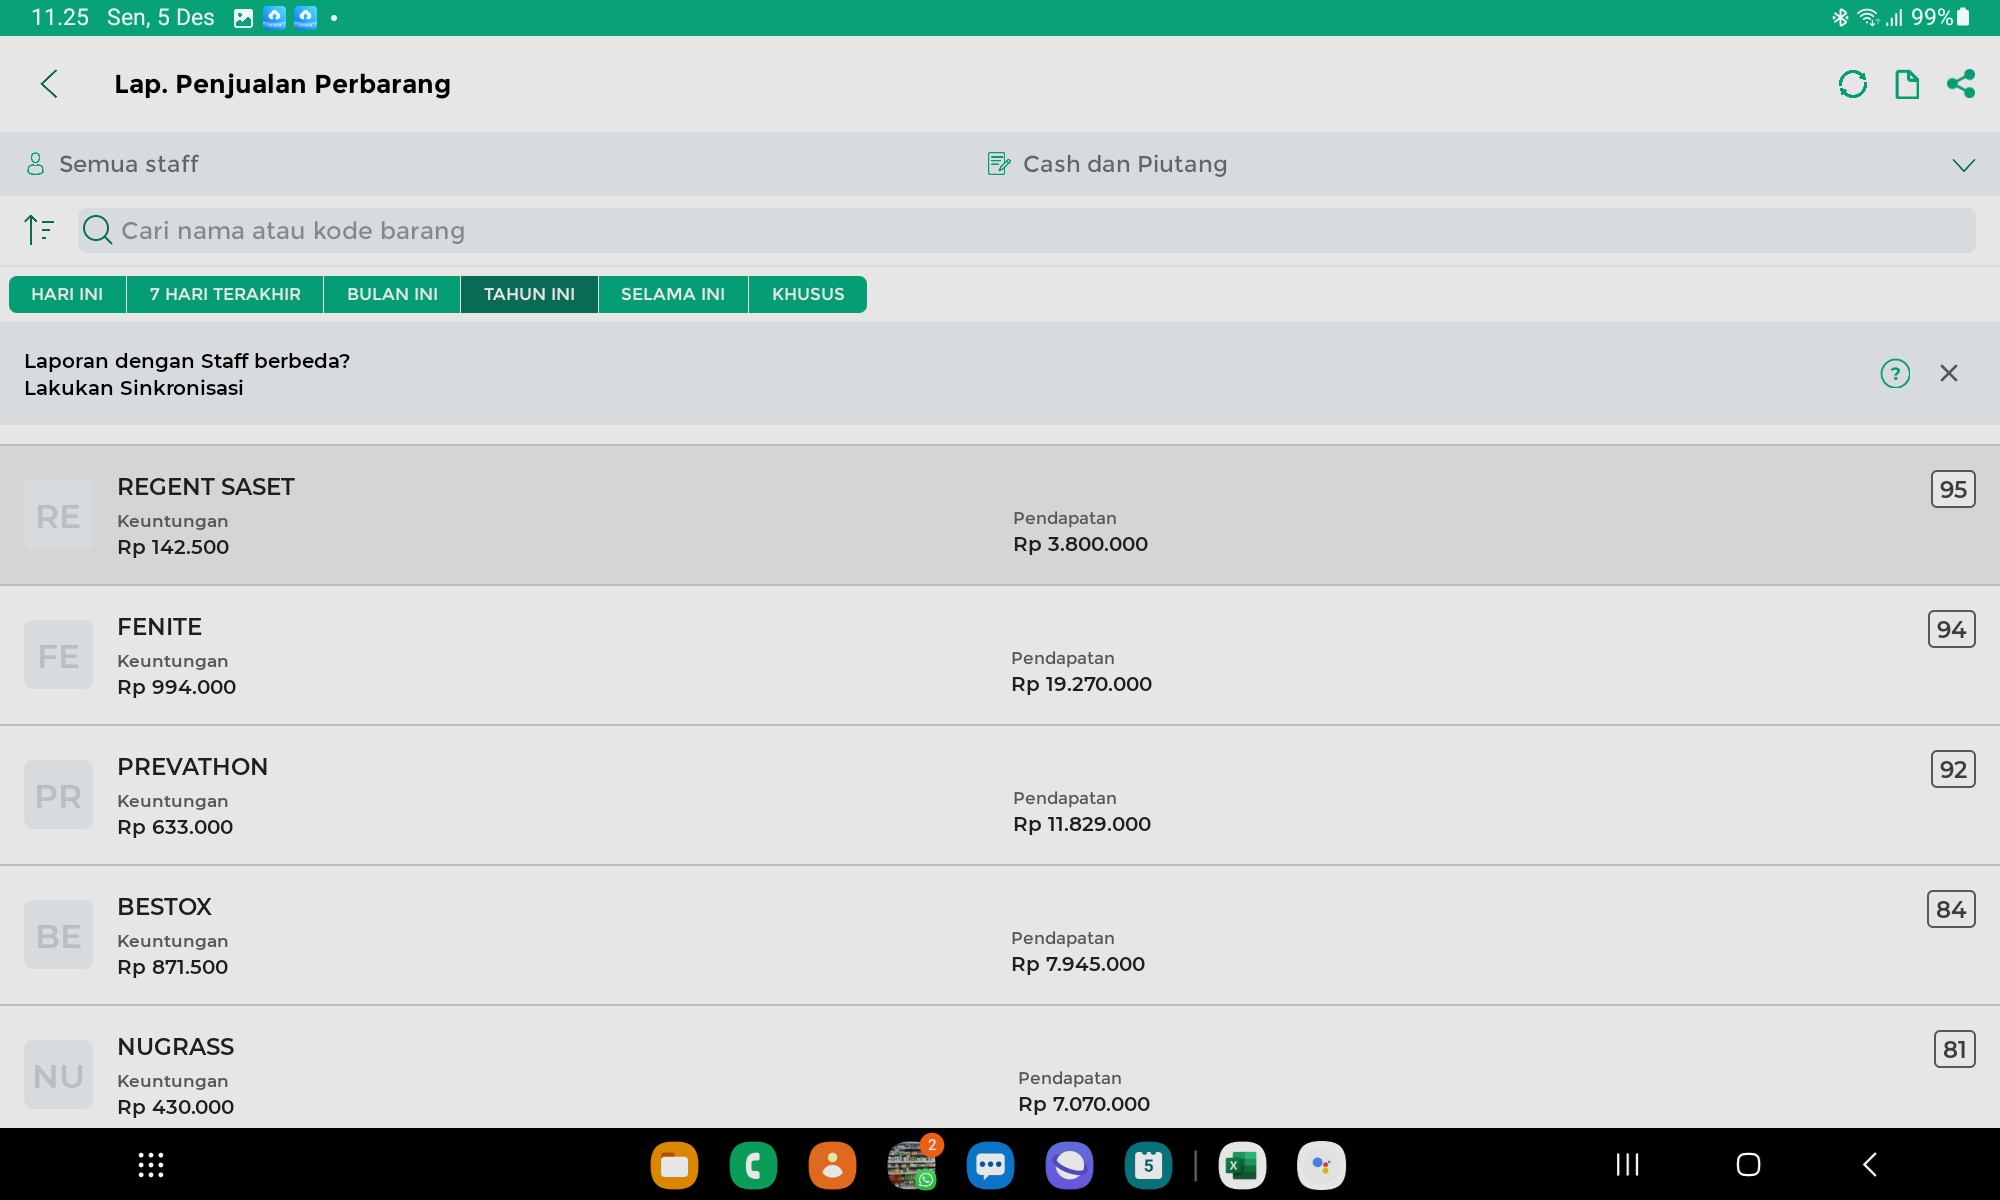 11.25 Sen, 5 Des
99%
Lap. Penjualan Perbarang
Semua staff
Cash dan Piutang
Cari nama atau kode barang
HARI INI 7 HARI TERAKHIR BULAN INI TAHUN INI SELAMA INI KHUSUS
Laporan dengan Staff berbeda?
Lakukan Sinkronisasi
?
RE
REGENT SASET
95
Keuntungan
Pendapatan
Rp 142.500
Rp 3.800.000
FE
FENITE
94
Keuntungan
Pendapatan
Rp 994.000
Rp 19.270.000
PR
PREVATHON
92
Keuntungan
Pendapatan
Rp 633.000
Rp 11.829.000
BE
BESTOX
84
Keuntungan
Pendapatan
Rp 871.500
Rp 7.945.000
NU
NUGRASS
81
Keuntungan
Pendapatan
Rp 430.000
Rp 7.070.000
2
5
X